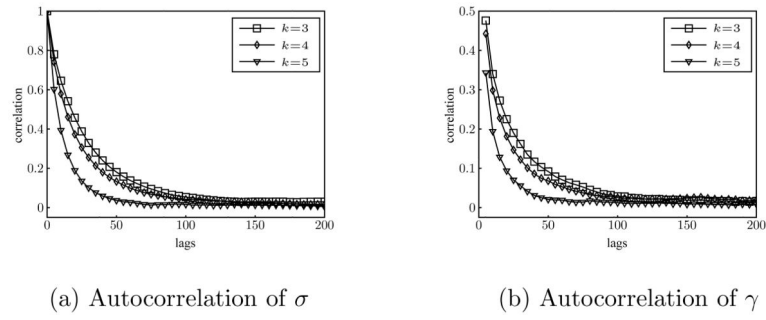 1
0.8
0.6
0.4
0.2
0
correlation
k=3
k=4
k=5
0 50 100 150 200
lags
(a) Autocorrelation of σ
0.5
0.4
0.3
0.2
0.1
0
correlation
k=3
k=4
k=5
0 50 100 150 200
lags
(b) Autocorrelation of γ